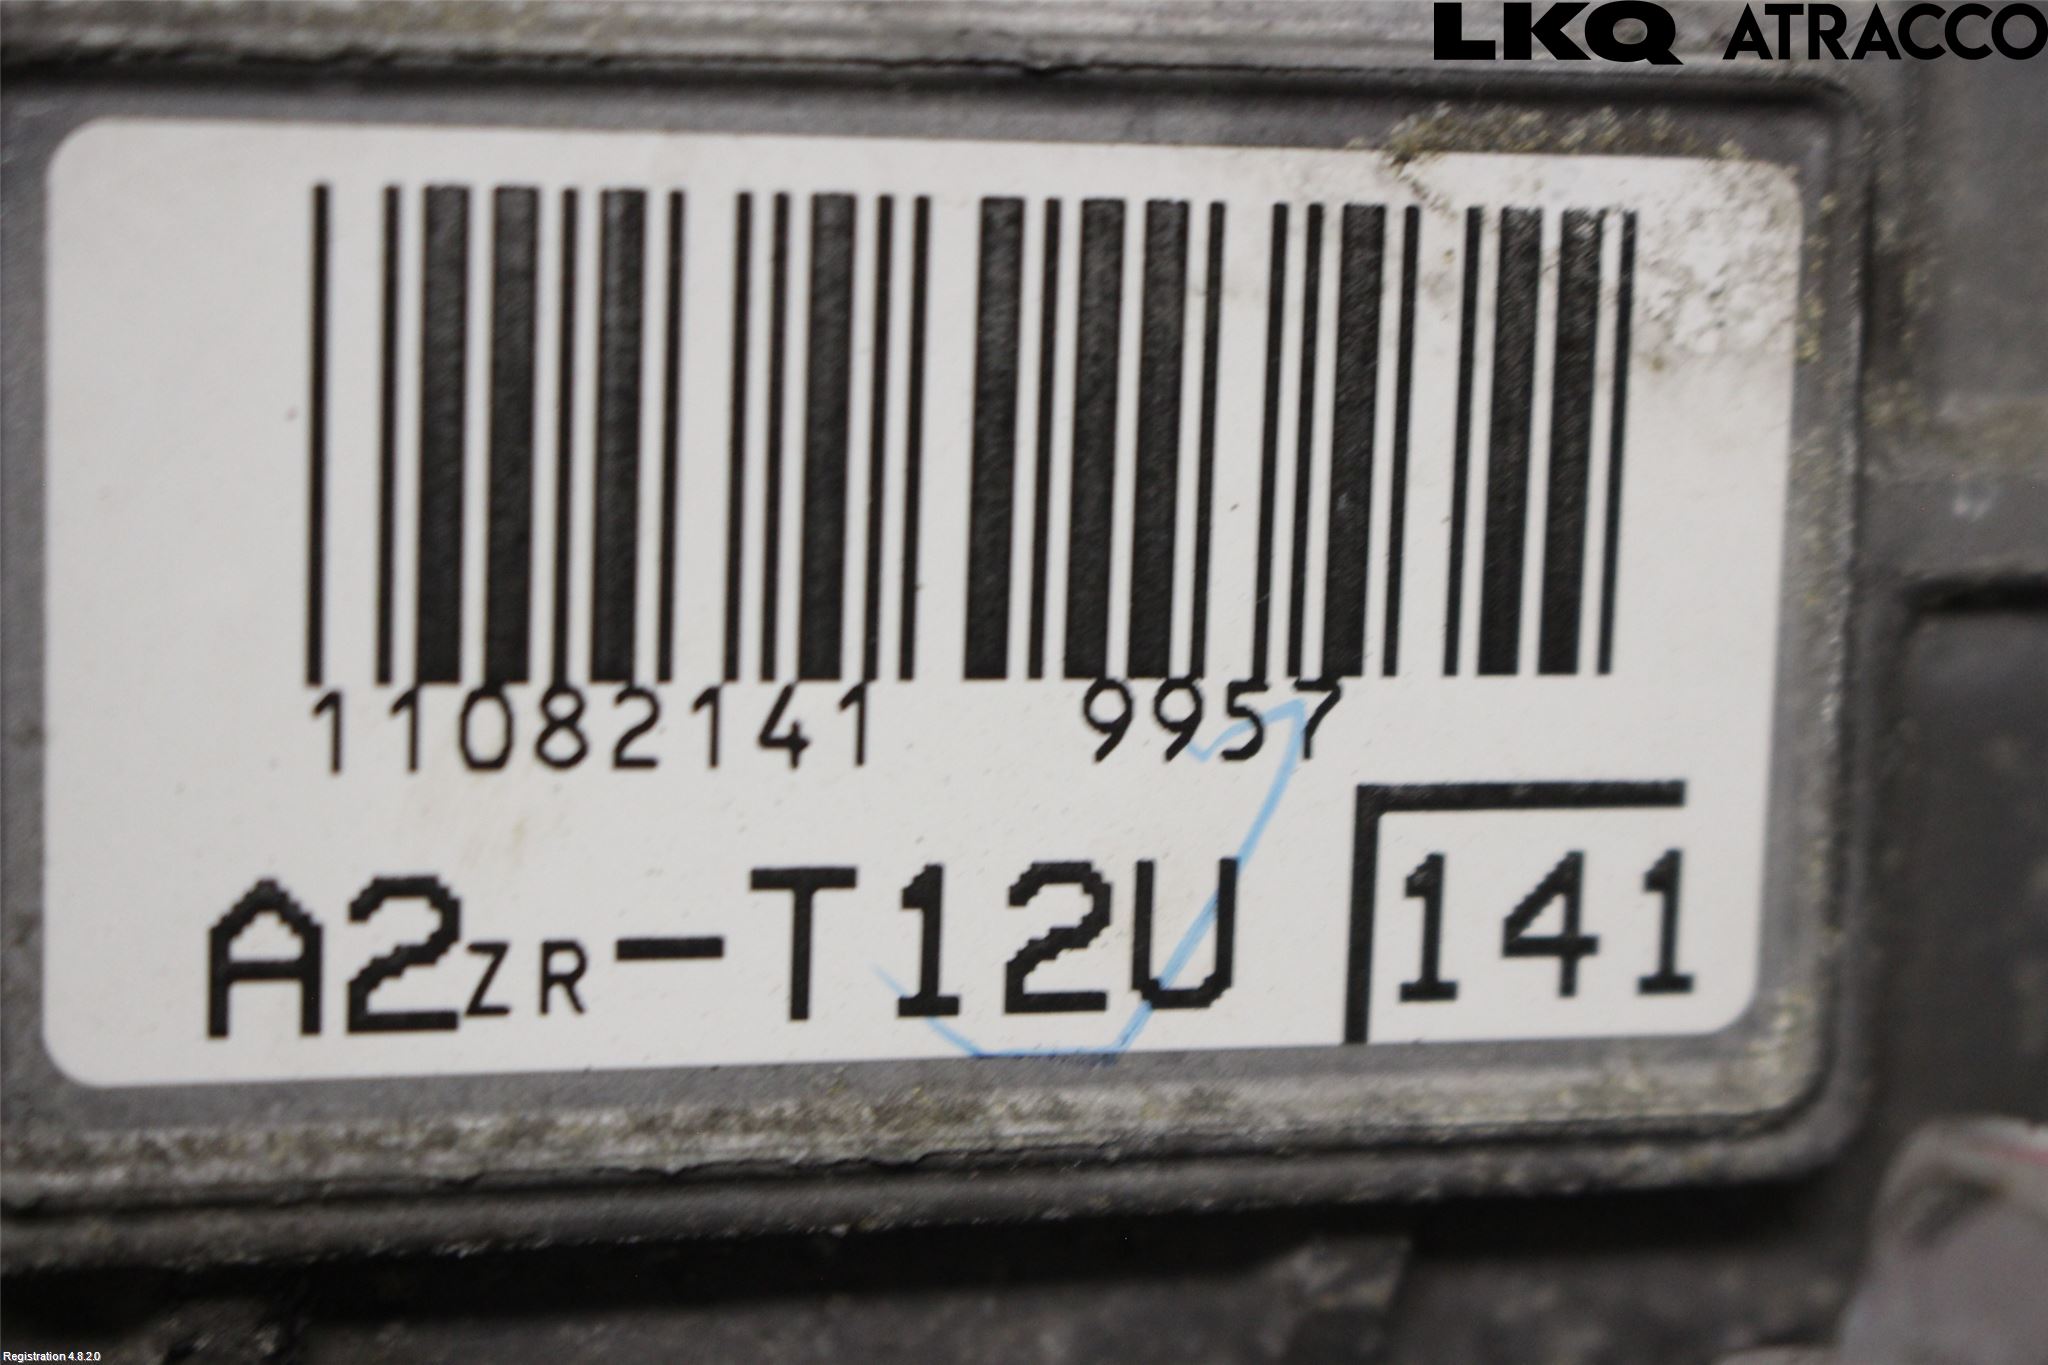 LKQ ATRACCO
11082141 9957
A2ZR-T12U 141
Registration 4.8.2.0